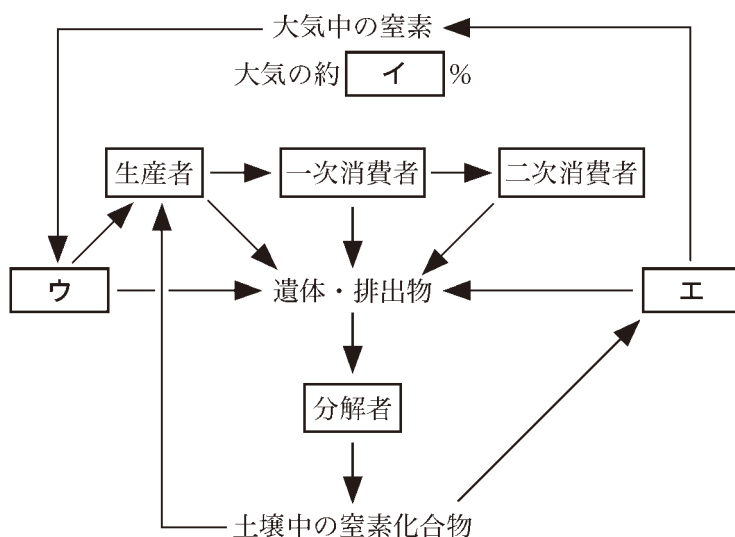 大気中の窒素
大気の約 イ %
生産者
一次消費者
二次消費者
ウ
遺体・排出物
エ
分解者
土壌中の窒素化合物